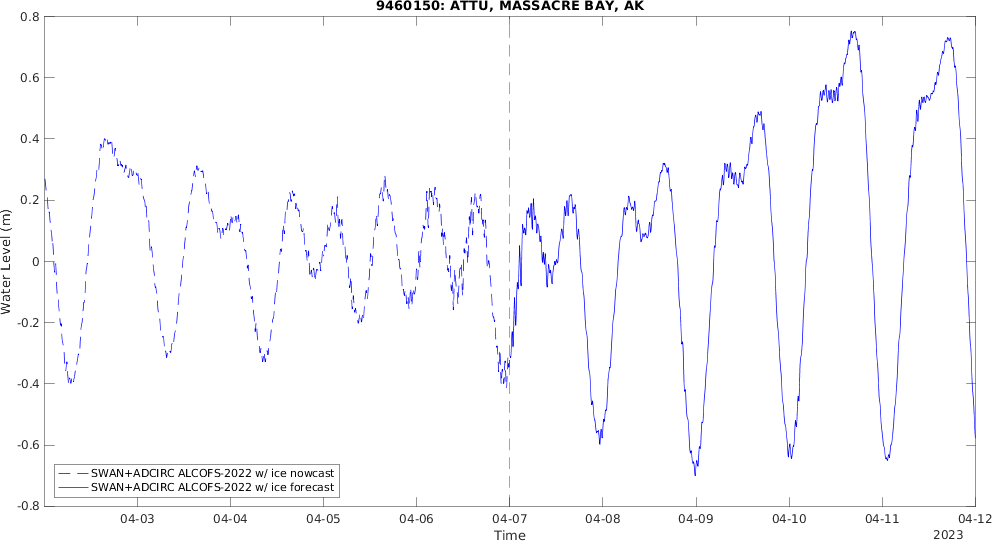 9460150: ATTU, MASSACRE BAY, AK
Water Level (m)
0.8
0.6
0.4
0.2
0
-0.2
-0.4
-0.6
-0.8
SWAN+ADCIRC ALCOFS-2022 w/ ice nowcast
SWAN+ADCIRC ALCOFS-2022 w/ ice forecast
04-03 04-04 04-05 04-06 04-07 04-08 04-09 04-10 04-11 04-12
Time
2023